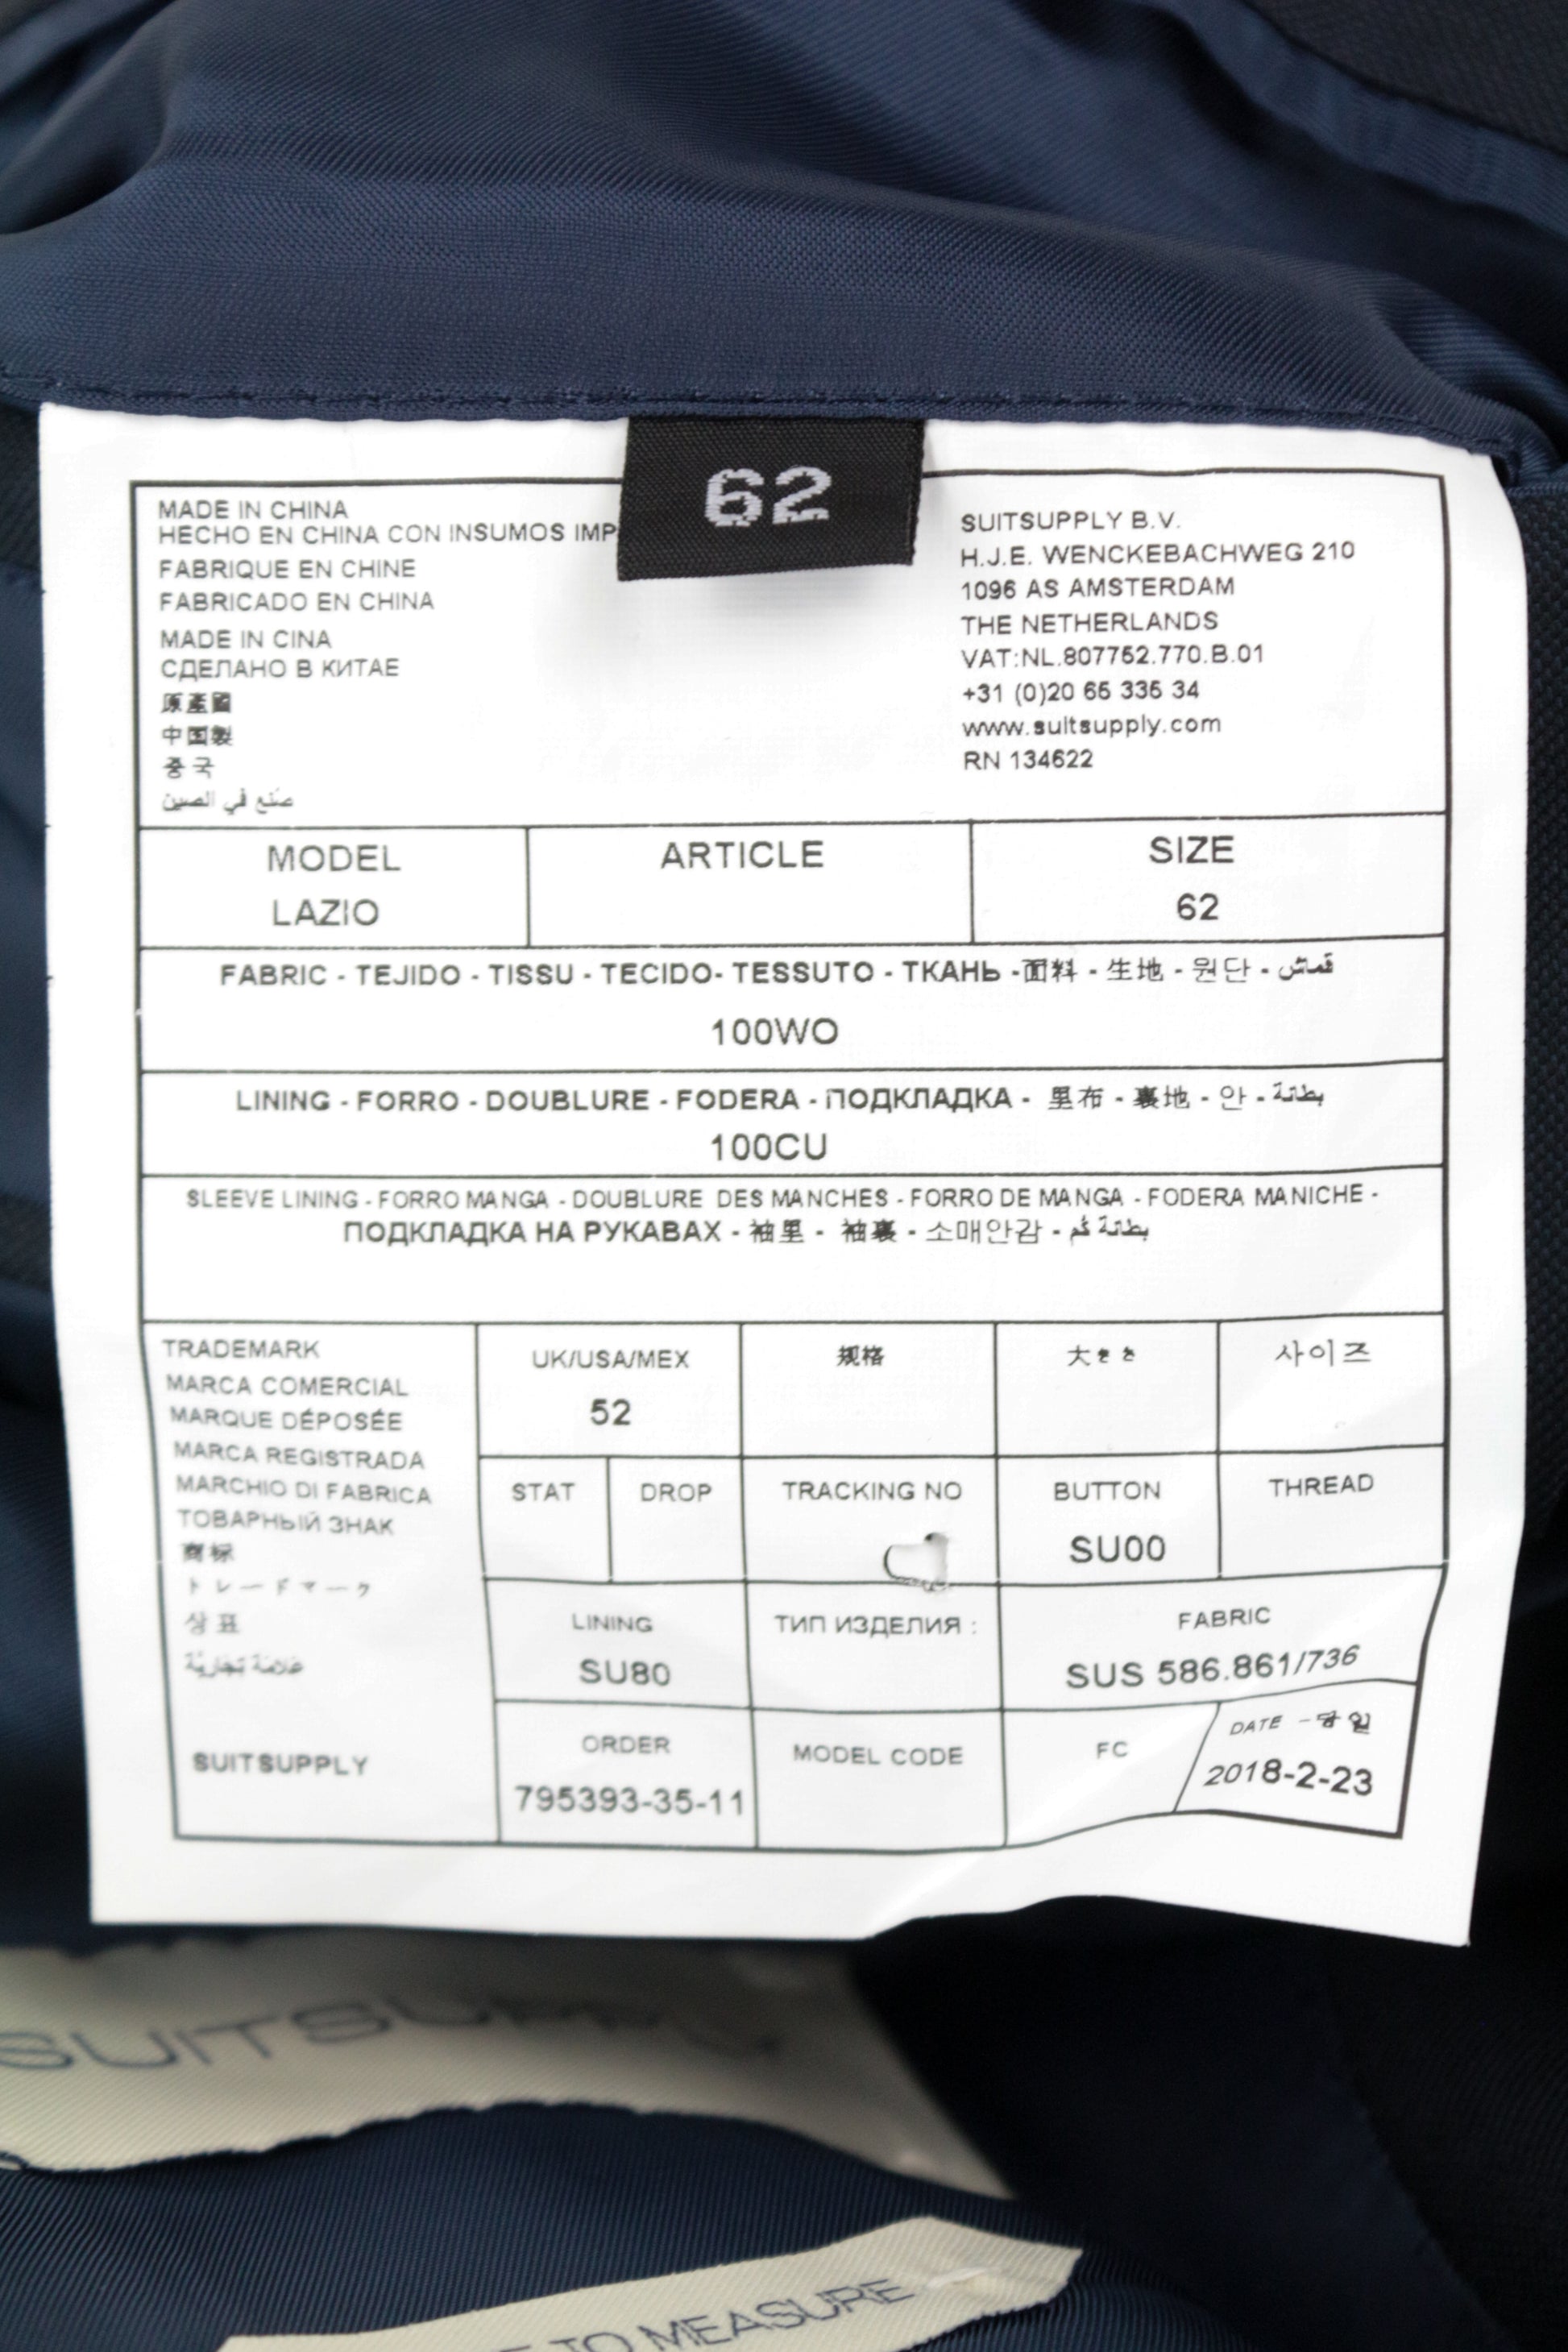 62
MADE IN CHINA
HECHO EN CHINA CON INSUMOS IMP
FABRIQUE EN CHINE
FABRICADO EN CHINA
MADE IN CINA
СДЕЛАНО В КИТАЕ
原產國
中国製
중국
صنع في الصين
SUITSUPPLY B.V.
H.J.E. WENCKEBACHWEG 210
1096 AS AMSTERDAM
THE NETHERLANDS
VAT:NL.807752.770.B.01
+31 (0)20 65 335 34
www.suitsupply.com
RN 134622
MODEL
LAZIO
ARTICLE
SIZE
62
FABRIC - TEJIDO - TISSU - TECIDO- TESSUTO - ТКАНЬ -面料 - 生地 - 원단 - قماش
100WO
LINING - FORRO - DOUBLURE - FODERA - ПОДКЛАДКА - 里布 - 裏地 - 안 - بطانة
100CU
SLEEVE LINING - FORRO MANGA - DOUBLURE DES MANCHES - FORRO DE MANGA - FODERA MANICHE -
ПОДКЛАДКА НА РУКАВАХ - 袖里 - 袖裏 - 소매안감 - بطانة كم
TRADEMARK
MARCA COMERCIAL
MARQUE DÉPOSÉE
MARCA REGISTRADA
MARCHIO DI FABRICA
ТОВАРНЫЙ ЗНАК
商标
トレードマーク
상표
علامة تجارية
SUITSUPPLY
UK/USA/MEX
52
规格
大きさ
사이즈
STAT
DROP
TRACKING NO
BUTTON
SU00
THREAD
LINING
SU80
ТИП ИЗДЕЛИЯ :
FABRIC
SUS 586.861/736
ORDER
795393-35-11
MODEL CODE
FC
DATE -
2018-2-23
SUITSUPPLY
TO MEASURE